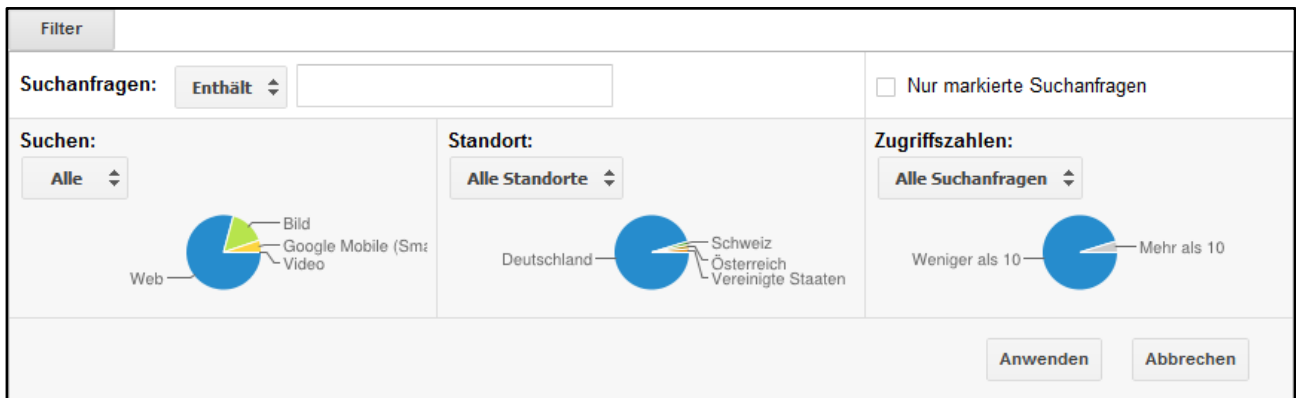 Filter
Suchanfragen: Enthält Nur markierte Suchanfragen
Suchen:
Alle
Bild
Google Mobile (Sma
Video
Web
Standort:
Alle Standorte
Schweiz
Deutschland
Österreich
Vereinigte Staaten
Zugriffszahlen:
Alle Suchanfragen
Mehr als 10
Weniger als 10
Anwenden Abbrechen